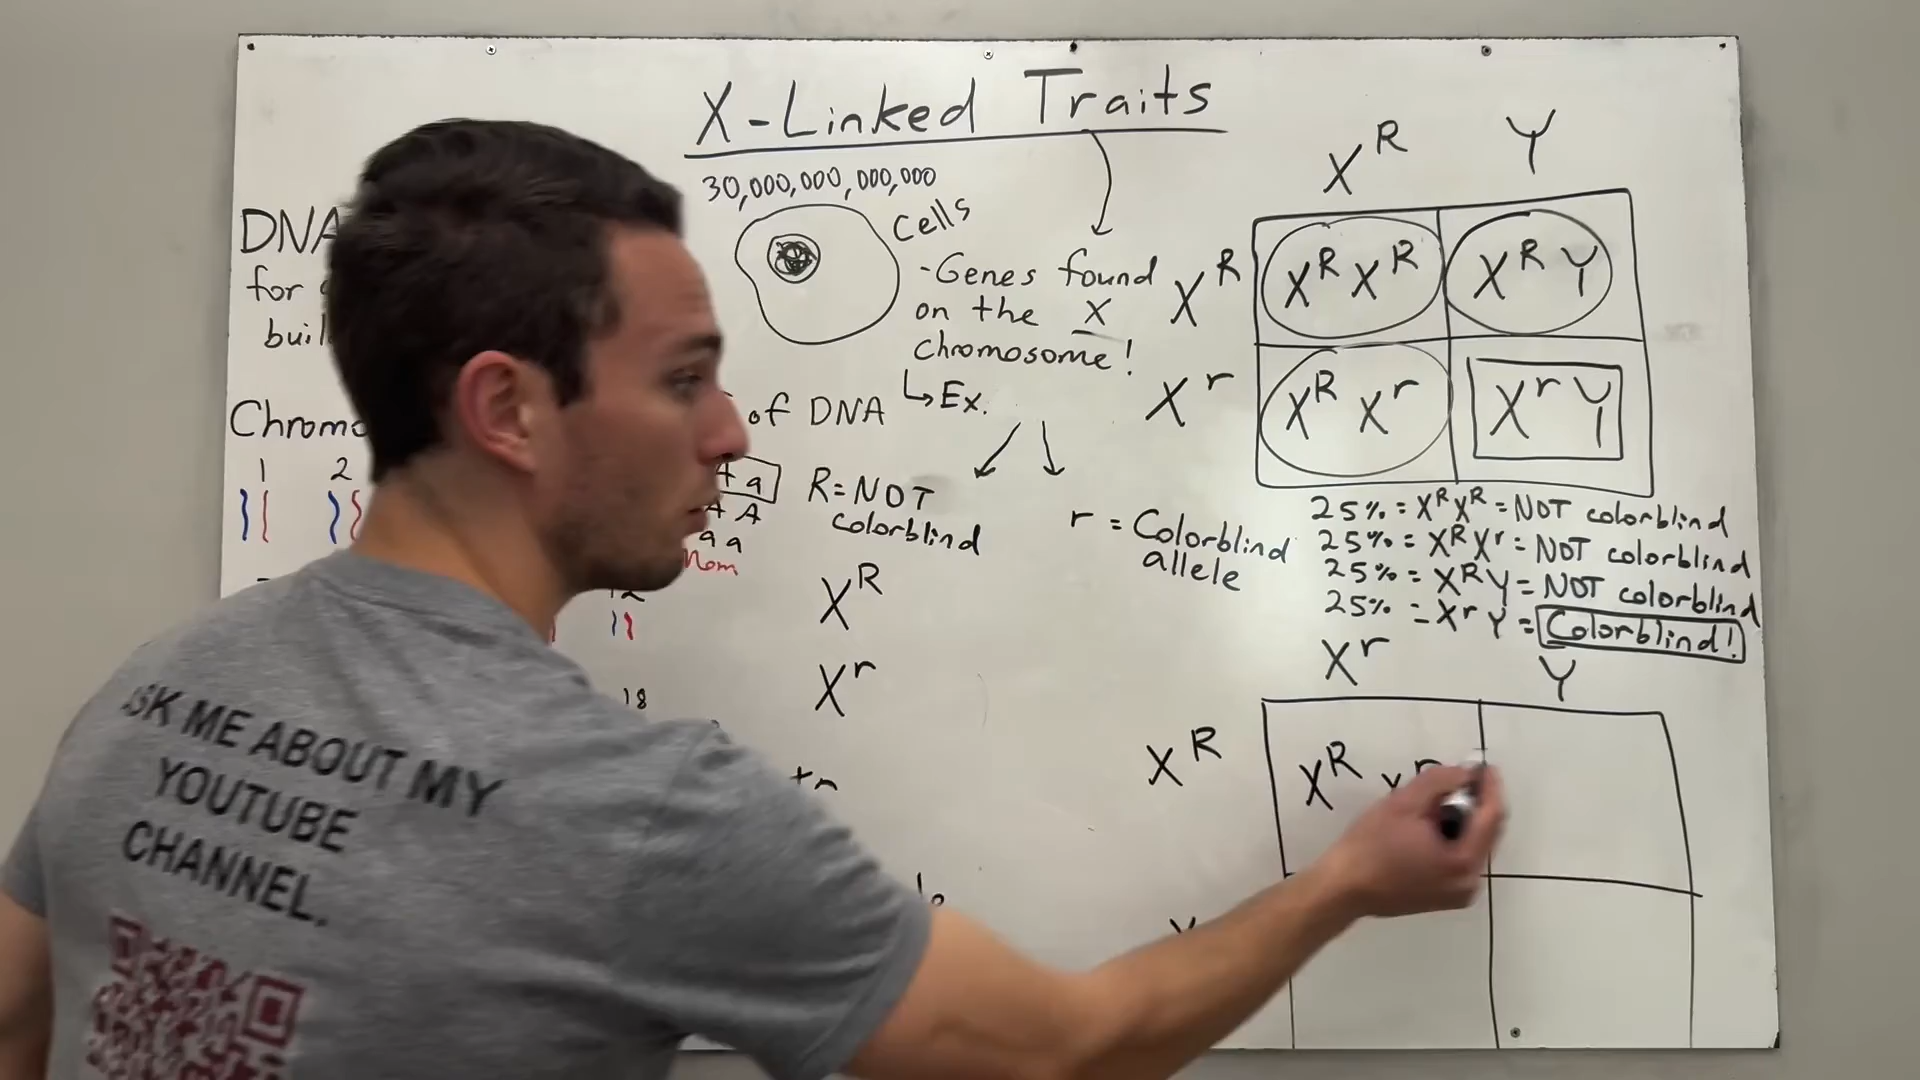 X-Linked Traits
30,000,000,000,000
Cells
DNA
for
buil
-Genes found
on the X
chromosome!
↳Ex.
Chromo
of DNA
1 2
A A
a a
Mom
12
18
R=NOT
colorblind
r = Colorblind
allele
X^R
X^r
X^R Y
X^R X^R X^R X^R Y
X^r X^R X^r X^r Y
25% = X^R X^R = NOT colorblind
25% = X^R X^r = NOT colorblind
25% = X^R Y = NOT colorblind
25% = X^r Y = Colorblind!
X^r Y
X^R X^R X^r
ASK ME ABOUT MY
YOUTUBE
CHANNEL.